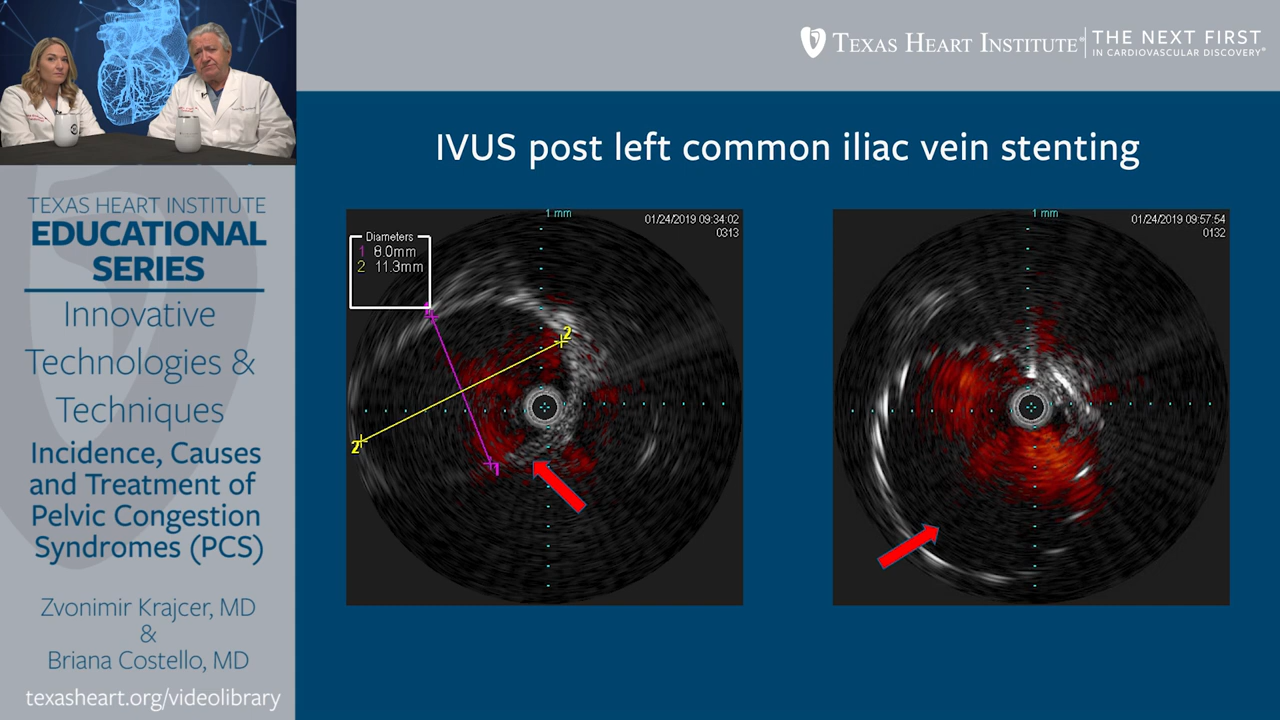 TEXAS HEART INSTITUTE® THE NEXT FIRST
IN CARDIOVASCULAR DISCOVERY®
IVUS post left common iliac vein stenting
TEXAS HEART INSTITUTE
EDUCATIONAL
SERIES
Innovative
Technologies &
Techniques
Incidence, Causes
and Treatment of
Pelvic Congestion
Syndromes (PCS)
Zvonimir Krajcer, MD
&
Briana Costello, MD
texasheart.org/videolibrary
1 mm
01/24/2019 09:34:02
0313
Diameters
1 8.0mm
2 11.3mm
1
2
2
1
1 mm
01/24/2019 09:57:54
0132